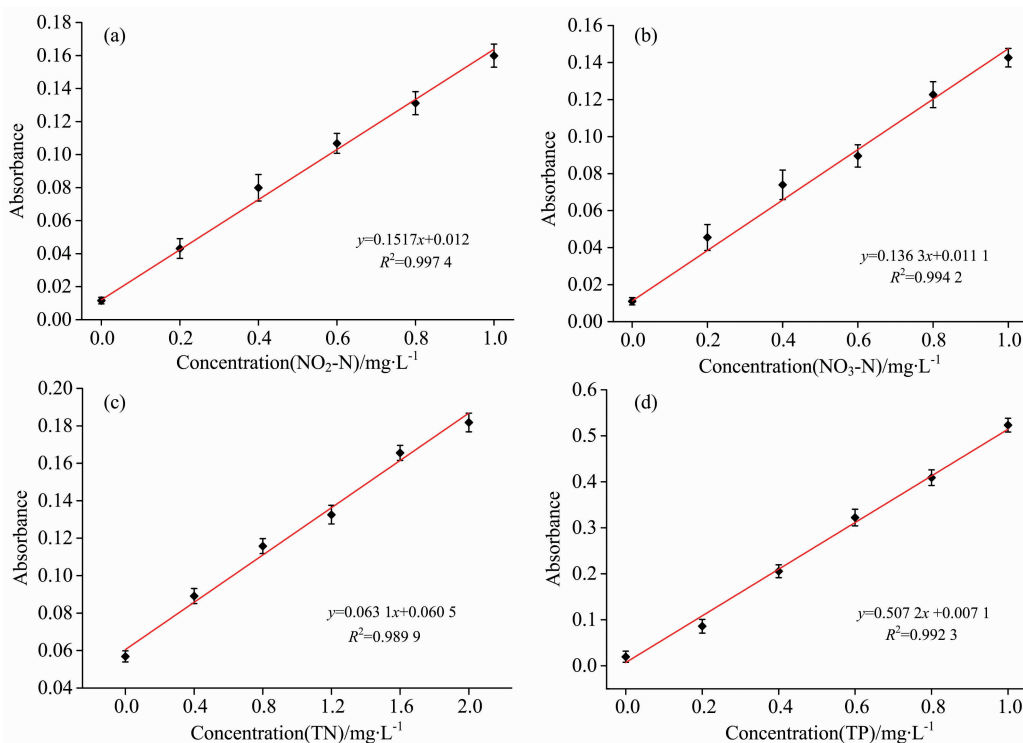 (a)
0.18
0.16
0.14
0.12
0.10
0.08
0.06
0.04
0.02
0.00
Absorbance
y=0.1517x+0.012
R²=0.997 4
0.0 0.2 0.4 0.6 0.8 1.0
Concentration(NO₂-N)/mg·L⁻¹
(b)
0.16
0.14
0.12
0.10
0.08
0.06
0.04
0.02
0.00
Absorbance
y=0.136 3x+0.011 1
R²=0.994 2
0.0 0.2 0.4 0.6 0.8 1.0
Concentration(NO₃-N)/mg·L⁻¹
(c)
0.20
0.18
0.16
0.14
0.12
0.10
0.08
0.06
0.04
Absorbance
y=0.063 1x+0.060 5
R²=0.989 9
0.0 0.4 0.8 1.2 1.6 2.0
Concentration(TN)/mg·L⁻¹
(d)
0.6
0.5
0.4
0.3
0.2
0.1
0.0
Absorbance
y=0.507 2x +0.007 1
R²=0.992 3
0.0 0.2 0.4 0.6 0.8 1.0
Concentration(TP)/mg·L⁻¹